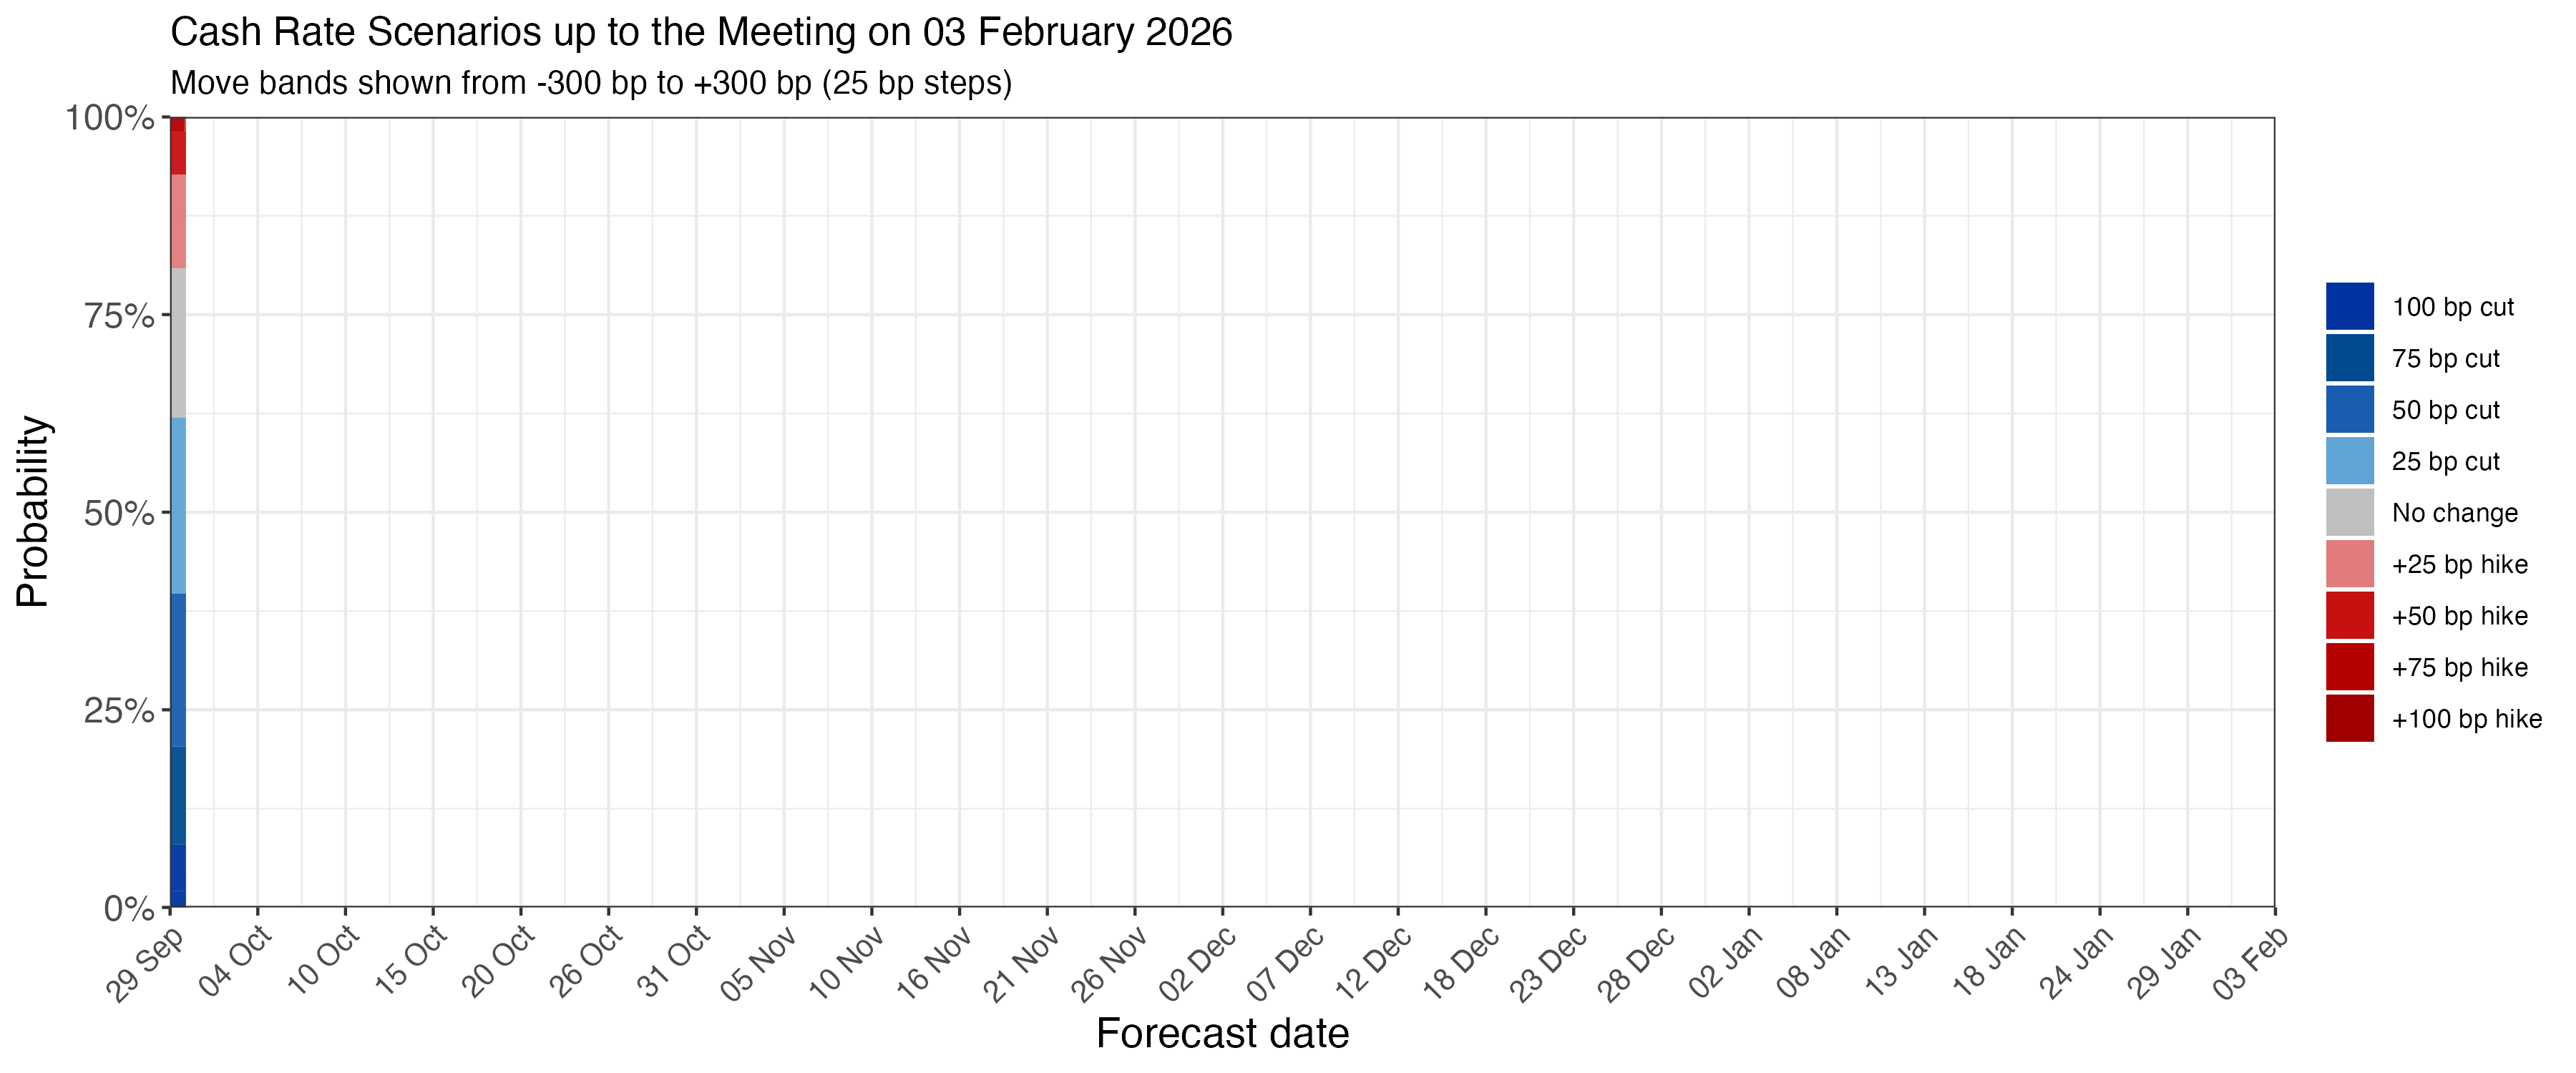 Cash Rate Scenarios up to the Meeting on 03 February 2026
Move bands shown from -300 bp to +300 bp (25 bp steps)
Probability
100%
75%
50%
25%
0%
29 Sep
04 Oct
10 Oct
15 Oct
20 Oct
26 Oct
31 Oct
05 Nov
10 Nov
16 Nov
21 Nov
26 Nov
02 Dec
07 Dec
12 Dec
18 Dec
23 Dec
28 Dec
02 Jan
08 Jan
13 Jan
18 Jan
24 Jan
29 Jan
03 Feb
Forecast date
100 bp cut
75 bp cut
50 bp cut
25 bp cut
No change
+25 bp hike
+50 bp hike
+75 bp hike
+100 bp hike